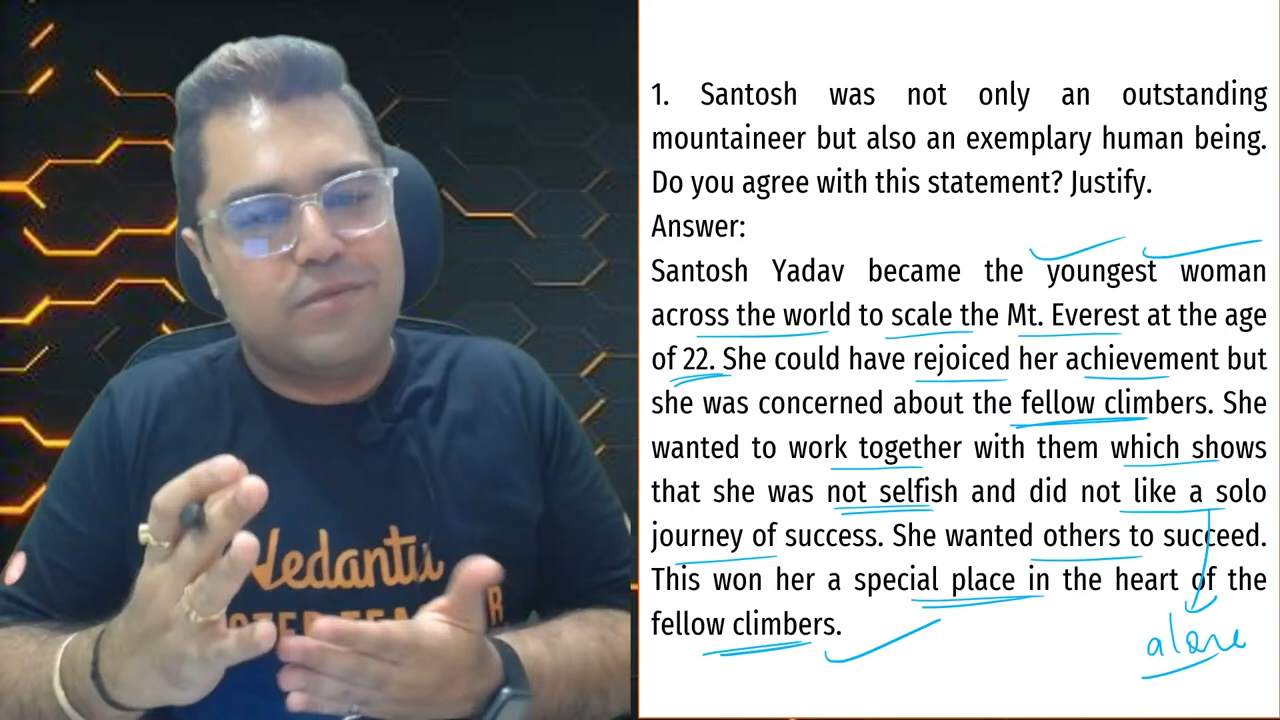 1. Santosh was not only an outstanding
mountaineer but also an exemplary human being.
Do you agree with this statement? Justify.
Answer:
Santosh Yadav became the youngest woman
across the world to scale the Mt. Everest at the age
of 22. She could have rejoiced her achievement but
she was concerned about the fellow climbers. She
wanted to work together with them which shows
that she was not selfish and did not like a solo
journey of success. She wanted others to succeed.
This won her a special place in the heart of the
fellow climbers.
alone
Vedantu